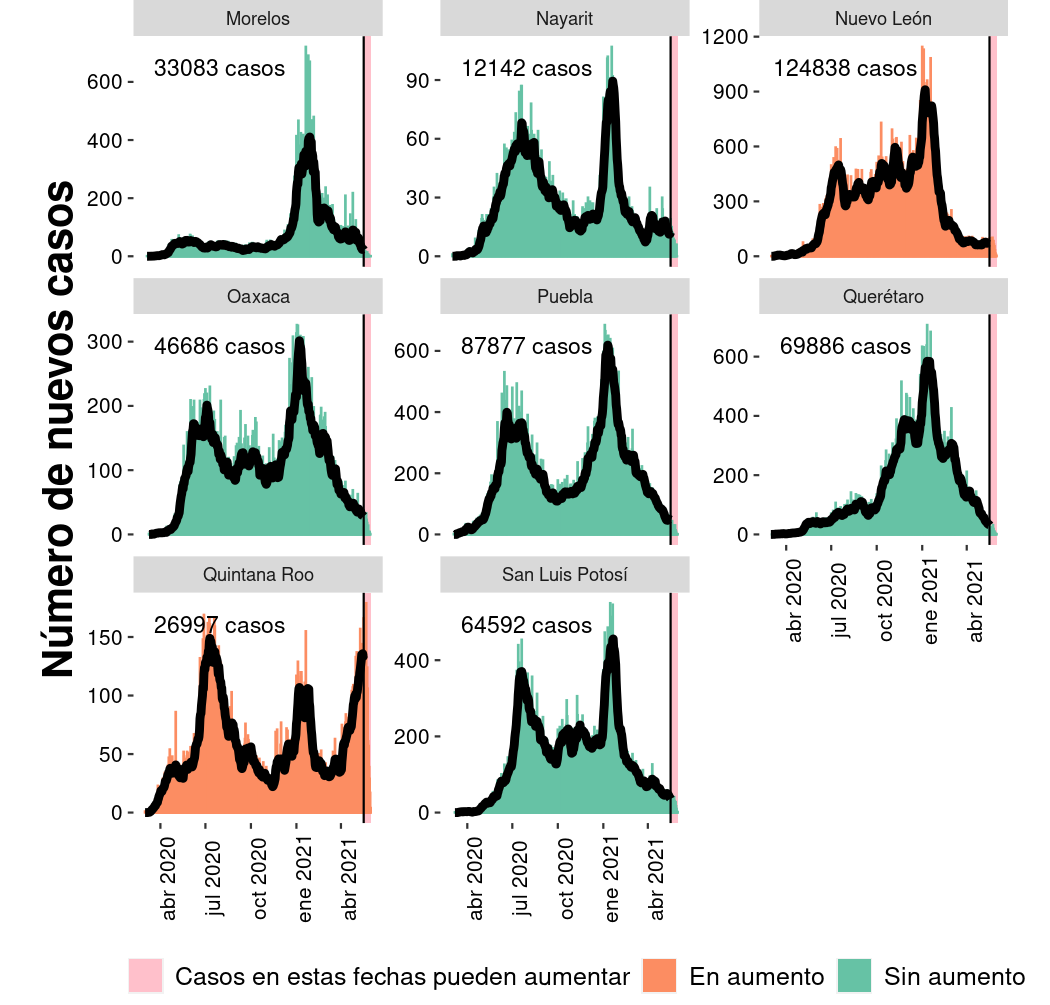 Número de nuevos casos
Morelos
33083 casos
600
400
200
0
Nayarit
12142 casos
90
60
30
0
Nuevo León
124838 casos
1200
900
600
300
0
Oaxaca
46686 casos
300
200
100
0
Puebla
87877 casos
600
400
200
0
Querétaro
69886 casos
600
400
200
0
abr 2020
jul 2020
oct 2020
ene 2021
abr 2021
Quintana Roo
26997 casos
150
100
50
0
abr 2020
jul 2020
oct 2020
ene 2021
abr 2021
San Luis Potosí
64592 casos
400
200
0
abr 2020
jul 2020
oct 2020
ene 2021
abr 2021
Casos en estas fechas pueden aumentar
En aumento
Sin aumento